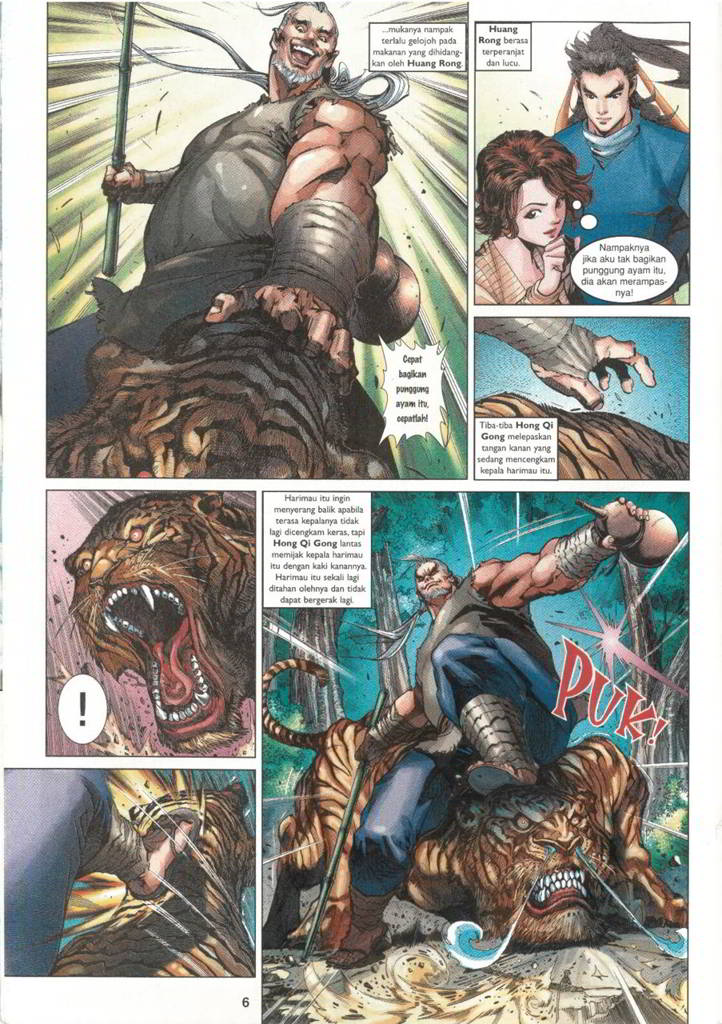 ...mukanya nampak
terlalu gelojoh pada
makanan yang dihidang-
kan oleh Huang Rong.
Cepat
bagikan
punggung
ayam itu,
cepatlah!
Huang
Rong berasa
terperanjat
dan lucu.
Nampaknya
jika aku tak bagikan
punggung ayam itu,
dia akan merampas-
nya!
Tiba-tiba Hong Qi
Gong melepaskan
tangan kanan yang
sedang mencengkam
kepala harimau itu.
!
Harimau itu ingin
menyerang balik apabila
terasa kepalanya tidak
lagi dicengkam keras, tapi
Hong Qi Gong lantas
memijak kepala harimau
itu dengan kaki kanannya.
Harimau itu sekali lagi
ditahan olehnya dan tidak
dapat bergerak lagi.
PUK!
6